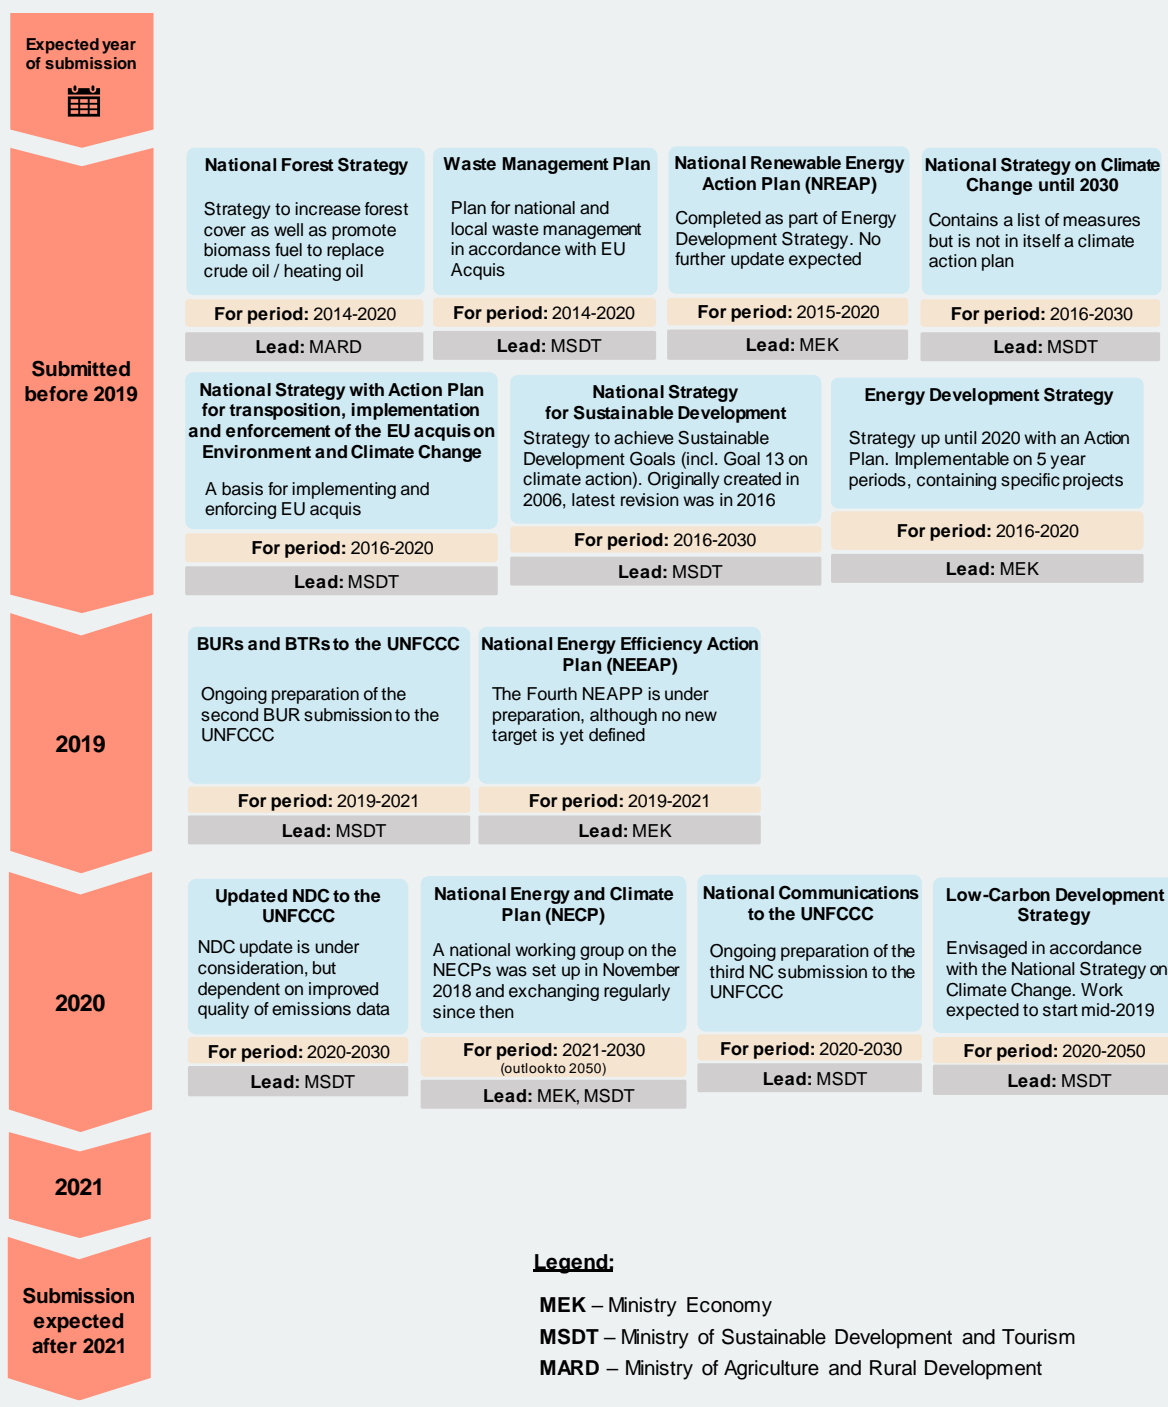 Expected year
of submission
Submitted
before 2019
National Forest Strategy
Strategy to increase forest
cover as well as promote
biomass fuel to replace
crude oil / heating oil
For period: 2014-2020
Lead: MARD
Waste Management Plan
Plan for national and
local waste management
in accordance with EU
Acquis
For period: 2014-2020
Lead: MSDT
National Renewable Energy
Action Plan (NREAP)
Completed as part of Energy
Development Strategy. No
further update expected
For period: 2015-2020
Lead: MEK
National Strategy on Climate
Change until 2030
Contains a list of measures
but is not in itself a climate
action plan
For period: 2016-2030
Lead: MSDT
National Strategy with Action Plan
for transposition, implementation
and enforcement of the EU acquis on
Environment and Climate Change
A basis for implementing and
enforcing EU acquis
For period: 2016-2020
Lead: MSDT
National Strategy
for Sustainable Development
Strategy to achieve Sustainable
Development Goals (incl. Goal 13 on
climate action). Originally created in
2006, latest revision was in 2016
For period: 2016-2030
Lead: MSDT
Energy Development Strategy
Strategy up until 2020 with an Action
Plan. Implementable on 5 year
periods, containing specific projects
For period: 2016-2020
Lead: MEK
2019
BURs and BTRs to the UNFCCC
Ongoing preparation of the
second BUR submission to the
UNFCCC
For period: 2019-2021
Lead: MSDT
National Energy Efficiency Action
Plan (NEEAP)
The Fourth NEAPP is under
preparation, although no new
target is yet defined
For period: 2019-2021
Lead: MEK
2020
Updated NDC to the
UNFCCC
NDC update is under
consideration, but
dependent on improved
quality of emissions data
For period: 2020-2030
Lead: MSDT
National Energy and Climate
Plan (NECP)
A national working group on the
NECPs was set up in November
2018 and exchanging regularly
since then
For period: 2021-2030
(outlook to 2050)
Lead: MEK, MSDT
National Communications
to the UNFCCC
Ongoing preparation of the
third NC submission to the
UNFCCC
For period: 2020-2030
Lead: MSDT
Low-Carbon Development
Strategy
Envisaged in accordance
with the National Strategy on
Climate Change. Work
expected to start mid-2019
For period: 2020-2050
Lead: MSDT
2021
Submission
expected
after 2021
Legend:
MEK – Ministry Economy
MSDT – Ministry of Sustainable Development and Tourism
MARD – Ministry of Agriculture and Rural Development